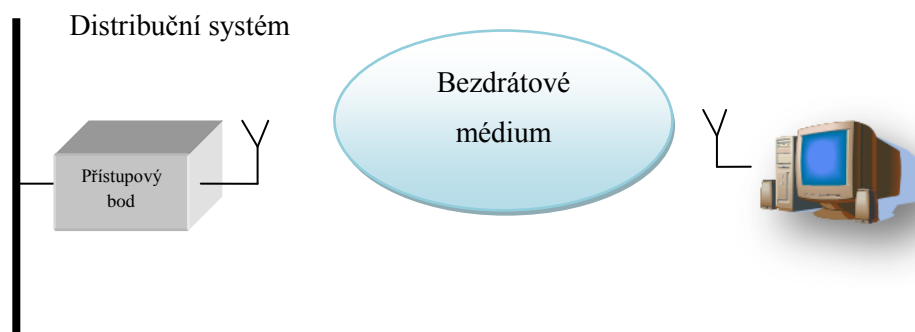 Distribuční systém
Bezdrátové
médium
Přístupový
bod